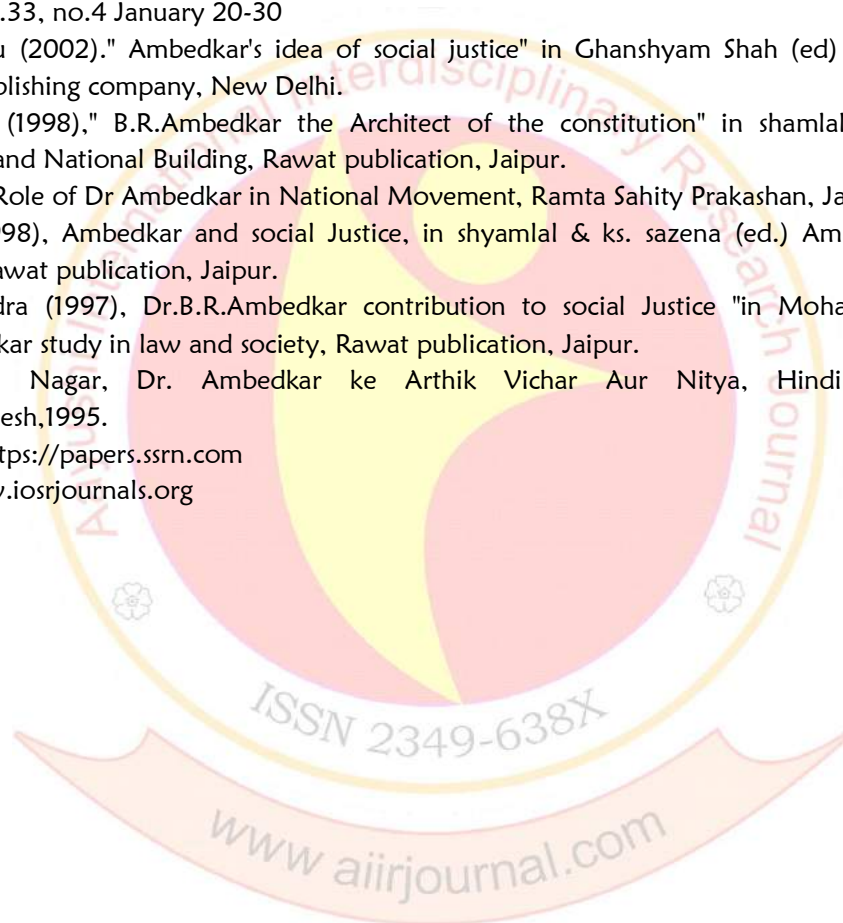 .33, no.4 January 20-30
u (2002)." Ambedkar's idea of social justice" in Ghanshyam Shah (ed)
blishing company, New Delhi.
(1998)," B.R.Ambedkar the Architect of the constitution" in shamlal
and National Building, Rawat publication, Jaipur.
Role of Dr Ambedkar in National Movement, Ramta Sahity Prakashan, Ja
98), Ambedkar and social Justice, in shyamlal & ks. sazena (ed.) Am
awat publication, Jaipur.
dra (1997), Dr.B.R.Ambedkar contribution to social Justice "in Moha
kar study in law and society, Rawat publication, Jaipur.
Nagar, Dr. Ambedkar ke Arthik Vichar Aur Nitya, Hindi
esh,1995.
tps://papers.ssrn.com
.iosrjournals.org
Aayushi International Interdisciplinary Research Journal
ISSN 2349-638X
www aiirjournal.com